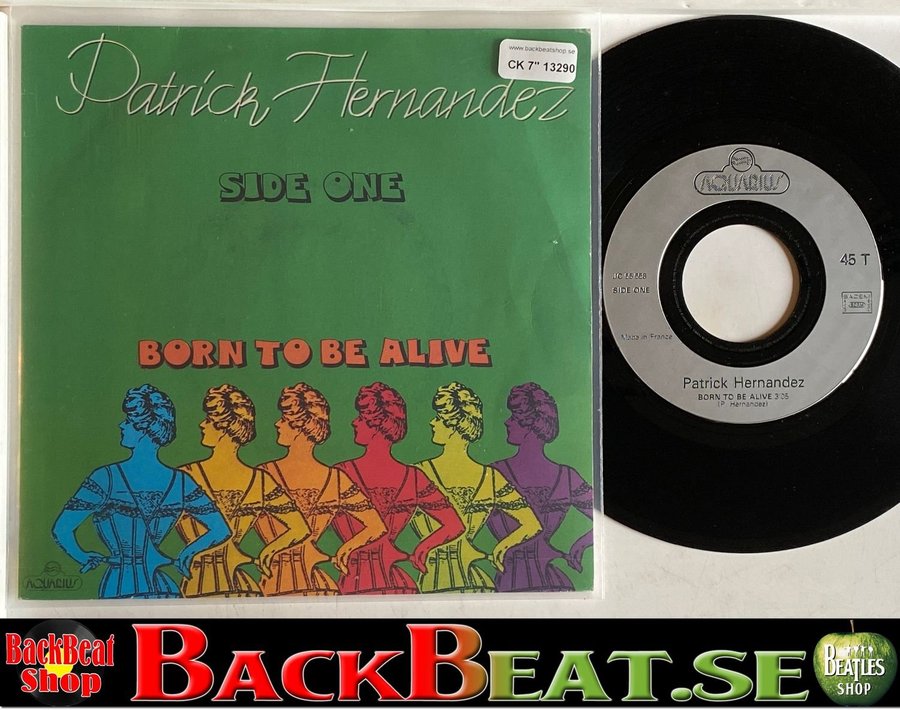 Patrick Hernandez
www.backbeatshop.se
CK 7" 13290
SIDE ONE
BORN TO BE ALIVE
AQUARIUS
AQUARIUS
45 T
SIDE ONE
SACEM
Made in France
Patrick Hernandez
BORN TO BE ALIVE 3'05
(P. Hernandez)
BackBeat
Shop
BACKBEAT.SE
BEATLES
SHOP